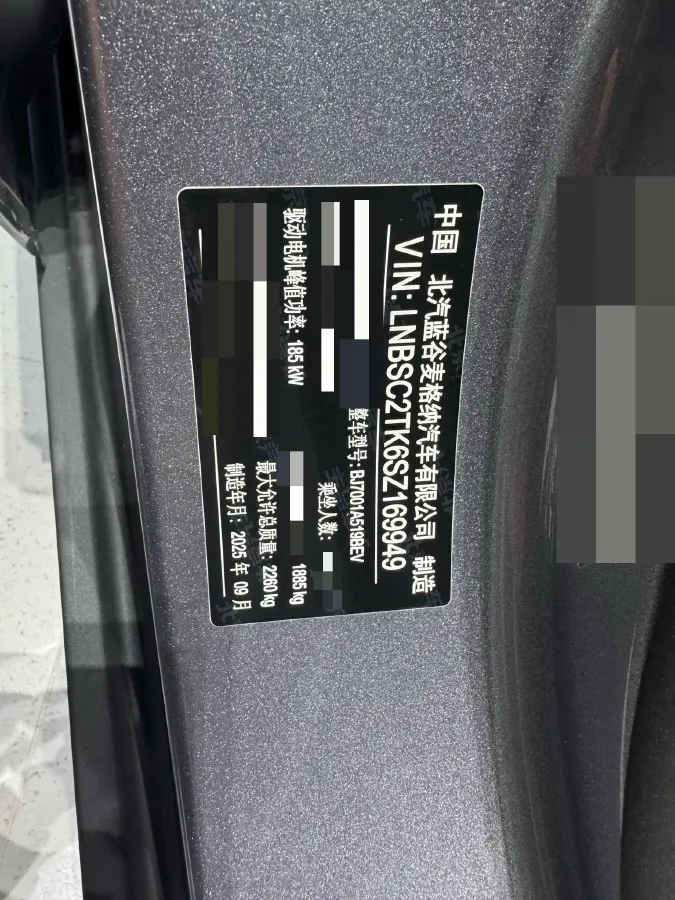 中国 北汽蓝谷麦格纳汽车有限公司 制造
VIN: LNBSC2TK6SZ169949
整车型号: BJ7001A519BEV
乘坐人数:
驱动电机峰值功率: 185 kW
1885 kg
最大允许总质量: 2260 kg
制造年月: 2025 年 09 月